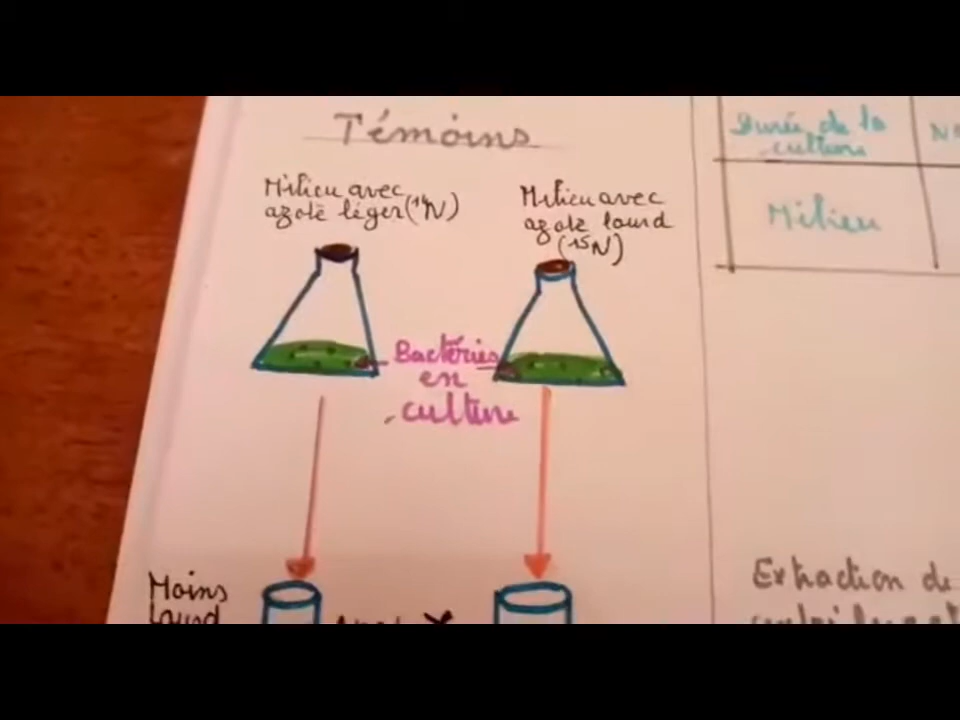 Témoins
Milieu avec
azote léger (¹⁴N)
Milieu avec
azote lourd
(¹⁵N)
Bactéries
en
culture
Moins
lourd
Durée de la
culture
Milieu
Extraction de